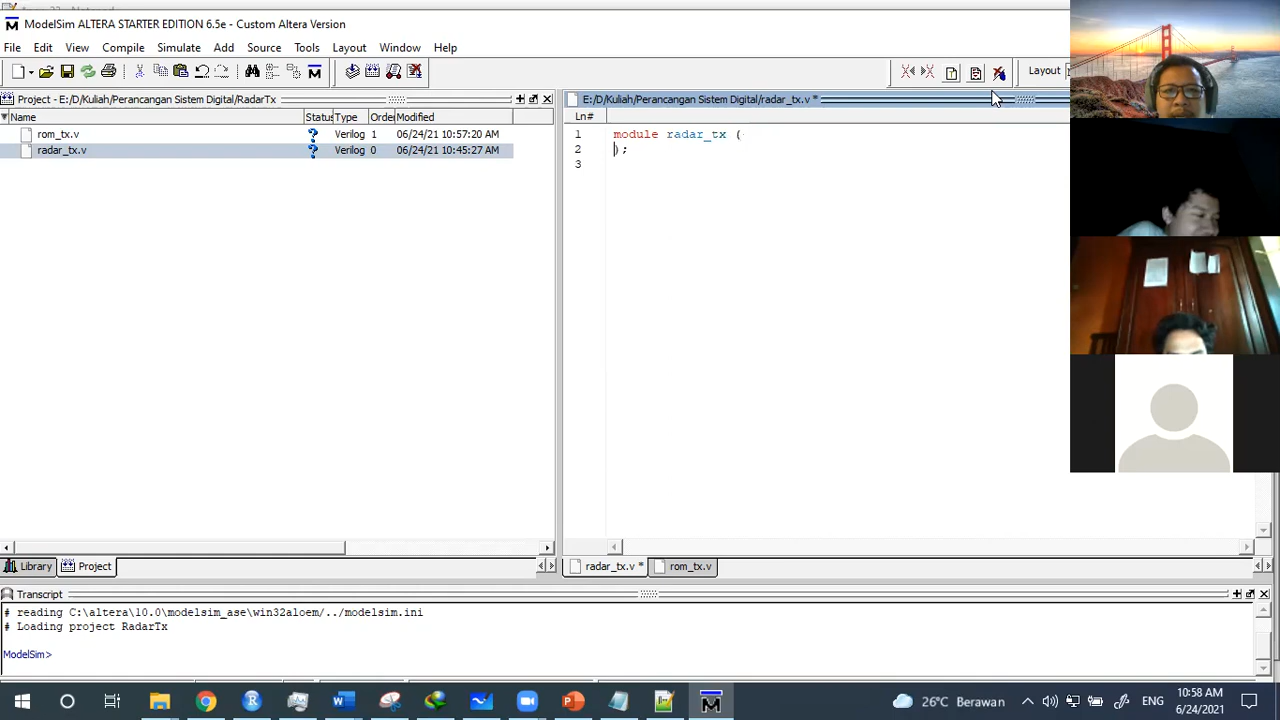 ModelSim ALTERA STARTER EDITION 6.5e - Custom Altera Version
File Edit View Compile Simulate Add Source Tools Layout Window Help
Layout
Project - E:/D/Kuliah/Perancangan Sistem Digital/RadarTx
Name Status Type Order Modified
rom_tx.v Verilog 1 06/24/21 10:57:20 AM
radar_tx.v Verilog 0 06/24/21 10:45:27 AM
E:/D/Kuliah/Perancangan Sistem Digital/radar_tx.v *
Ln#
1 module radar_tx (
2 );
3
Library Project
radar_tx.v * rom_tx.v
Transcript
# reading C:\altera\10.0\modelsim_ase\win32aloem/../modelsim.ini
# Loading project RadarTx
ModelSim>
26°C Berawan ENG 10:58 AM
6/24/2021